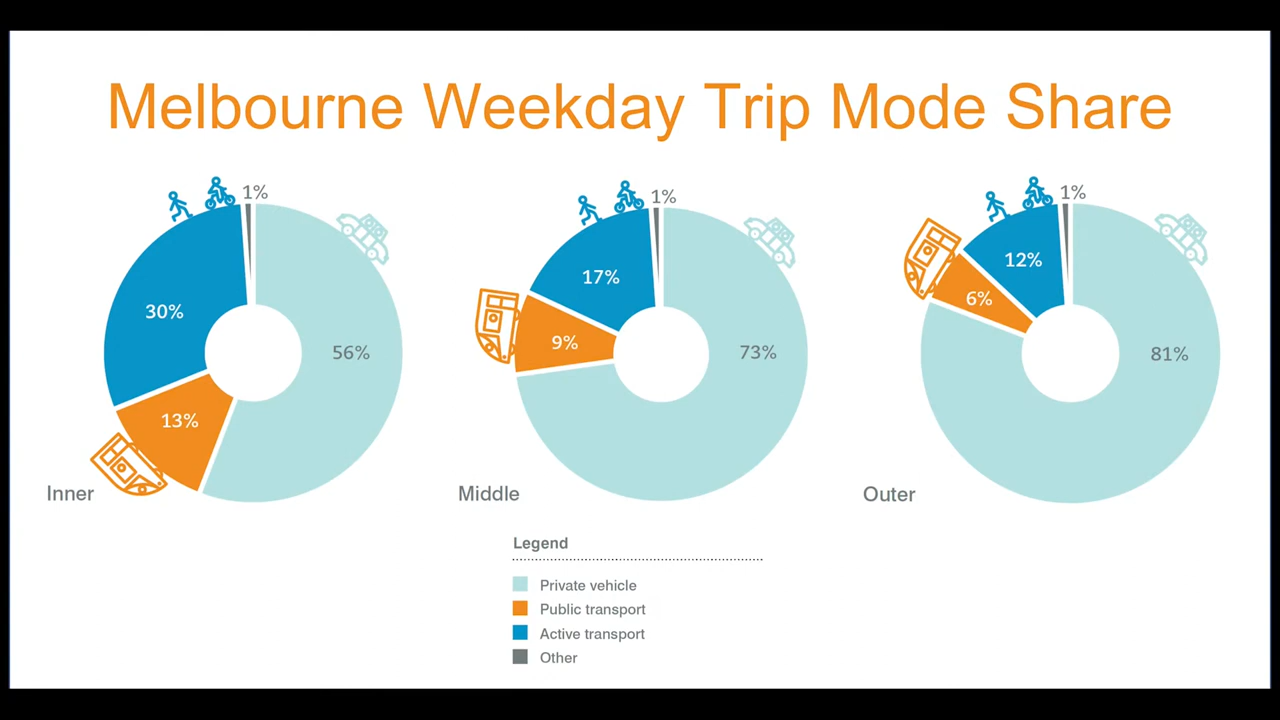 Melbourne Weekday Trip Mode Share
1%
30%
56%
13%
Inner
1%
17%
9%
73%
Middle
1%
12%
6%
81%
Outer
Legend
Private vehicle
Public transport
Active transport
Other